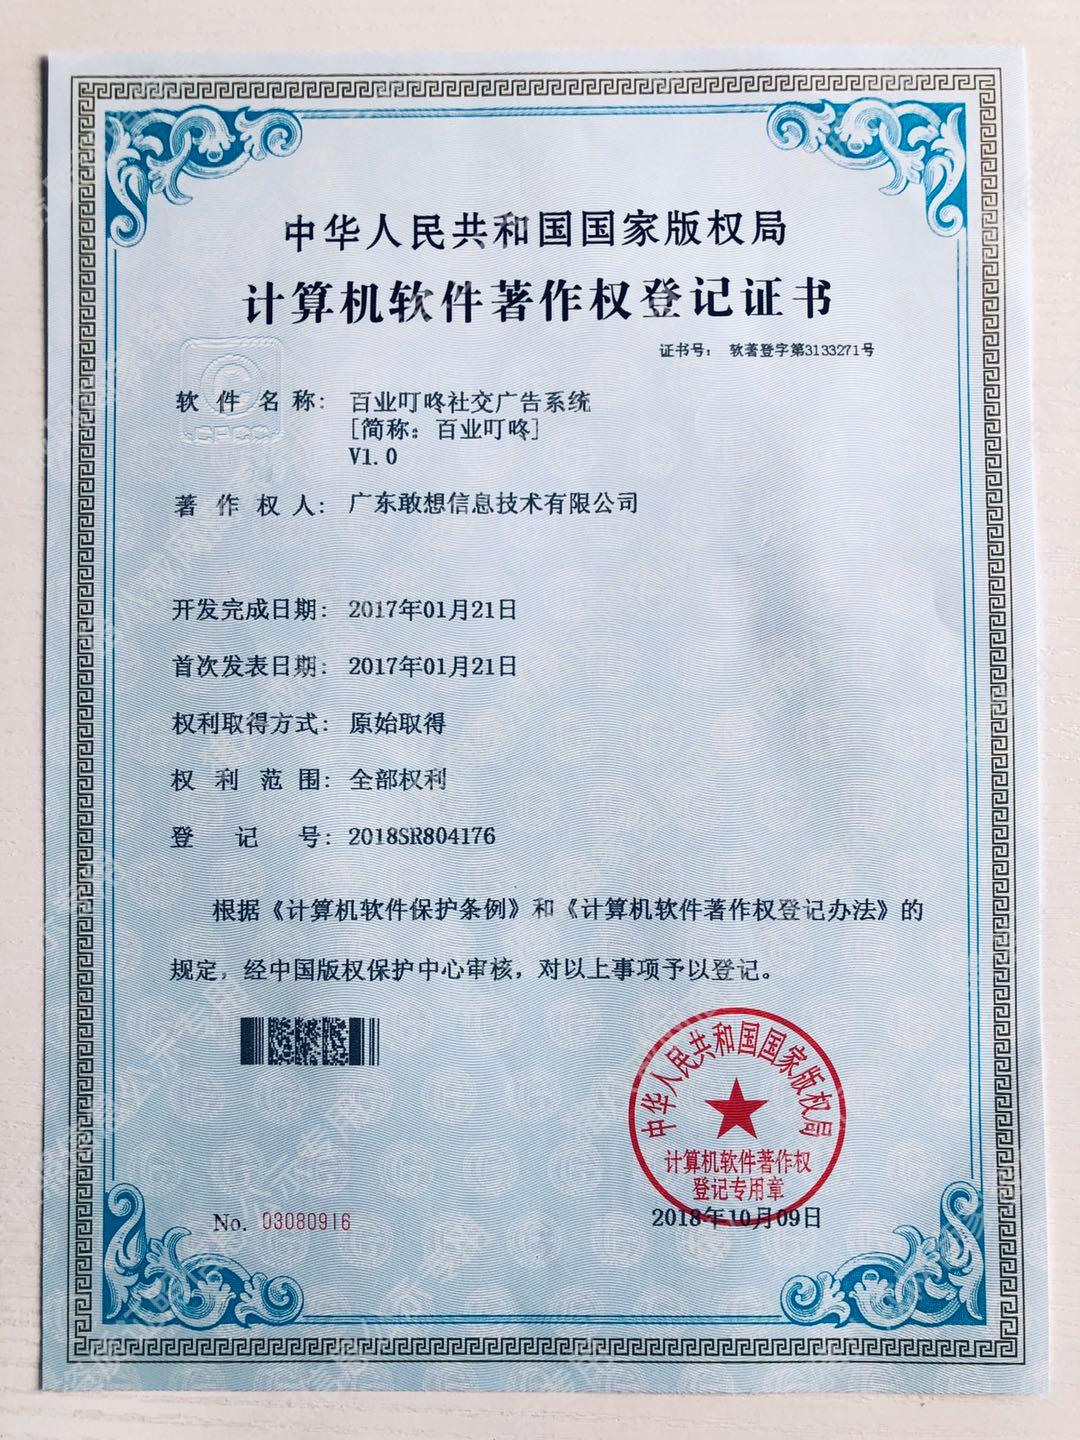 中华人民共和国国家版权局
计算机软件著作权登记证书
证书号： 软著登字第3133271号
软件名称： 百业叮咚社交广告系统
[简称：百业叮咚]
V1.0
著作权人： 广东敢想信息技术有限公司
开发完成日期： 2017年01月21日
首次发表日期： 2017年01月21日
权利取得方式： 原始取得
权利范围： 全部权利
登记号： 2018SR804176
根据《计算机软件保护条例》和《计算机软件著作权登记办法》的
规定，经中国版权保护中心审核，对以上事项予以登记。
中华人民共和国国家版权局
计算机软件著作权
登记专用章
No. 03080916
2018年10月09日
CPCC